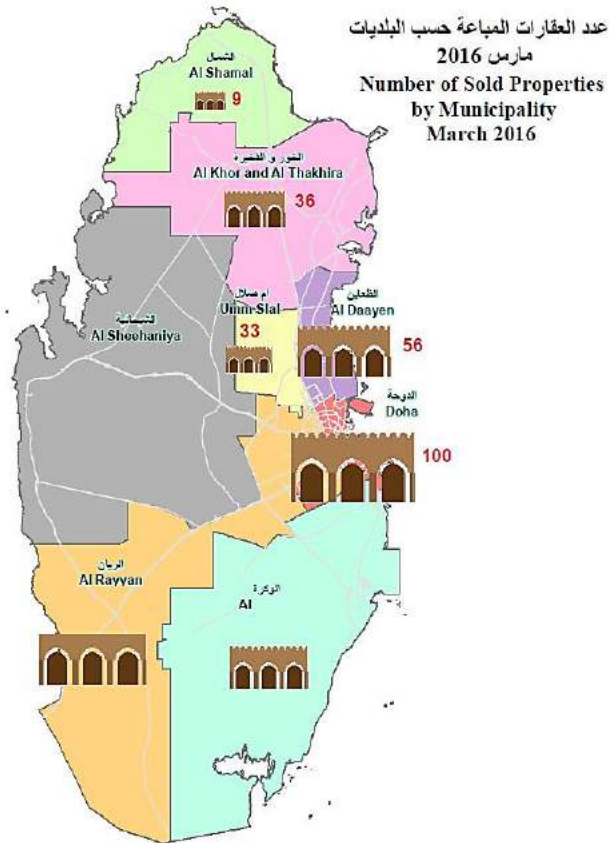 عدد العقارات المباعة حسب البلديات
مارس 2016
Number of Sold Properties
by Municipality
March 2016
الشمال
Al Shamal
9
الخور و الذخيرة
Al Khor and Al Thakhira
36
ام صلال
Umm Slal
33
الظعاين
Al Daayen
56
الشيحانية
Al Sheehaniya
الدوحة
Doha
100
الريان
Al Rayyan
الوكرة
Al